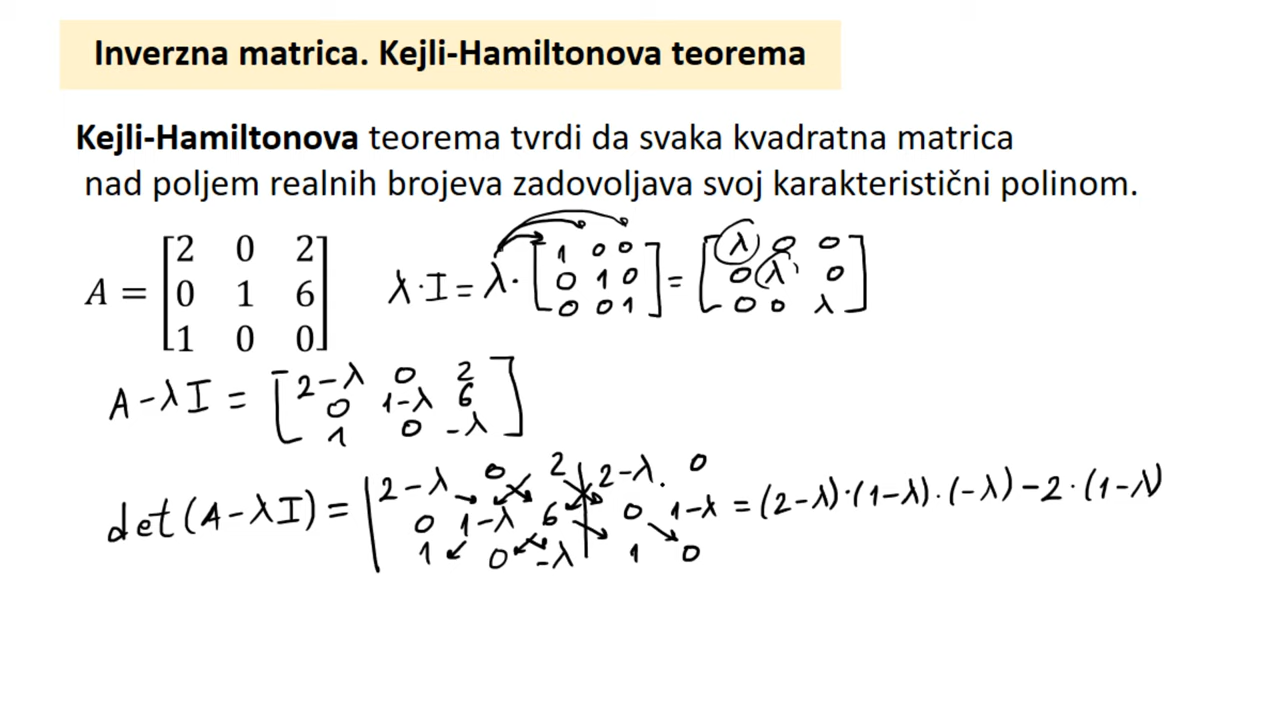 Inverzna matrica. Kejli-Hamiltonova teorema
Kejli-Hamiltonova teorema tvrdi da svaka kvadratna matrica
nad poljem realnih brojeva zadovoljava svoj karakteristični polinom.
A = [2 0 2
0 1 6
1 0 0]
λ·I = λ· [1 0 0
0 1 0
0 0 1] = [λ 0 0
0 λ 0
0 0 λ]
A-λI = [2-λ 0 2
0 1-λ 6
1 0 -λ]
det(A-λI) = |2-λ 0 2| 2-λ 0
0 1-λ 6 | 0 1-λ = (2-λ)·(1-λ)·(-λ) - 2·(1-λ)
1 0 -λ | 1 0